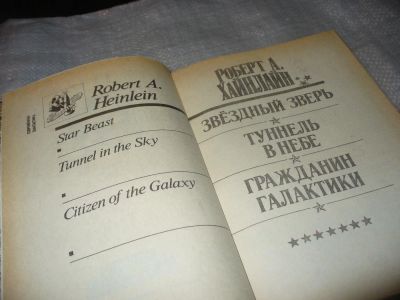 Robert A.
Heinlein
Star Beast
Tunnel in the Sky
Citizen of the Galaxy
РОБЕРТ Л.
ХАЙНЛАЙН
ЗВЁЗДНЫЙ ЗВЕРЬ
ТУННЕЛЬ
В НЕБЕ
ГРАЖДАНИН
ГАЛАКТИКИ